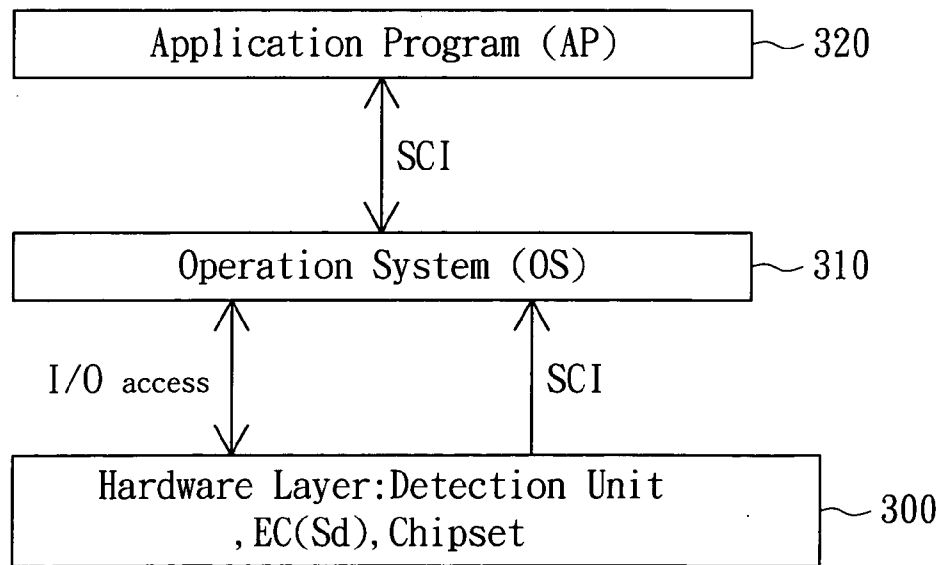 Application Program (AP)
320
SCI
Operation System (OS)
310
I/O access
SCI
Hardware Layer:Detection Unit
,EC(Sd),Chipset
300